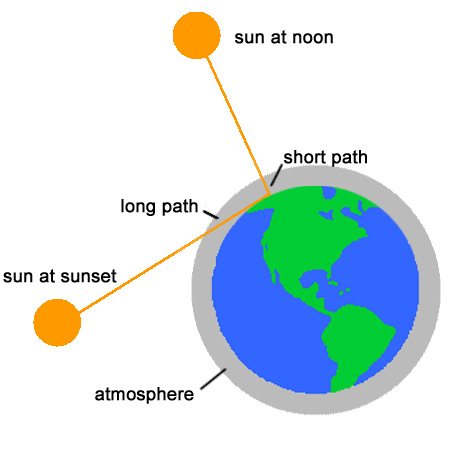 sun at noon
short path
long path
sun at sunset
atmosphere